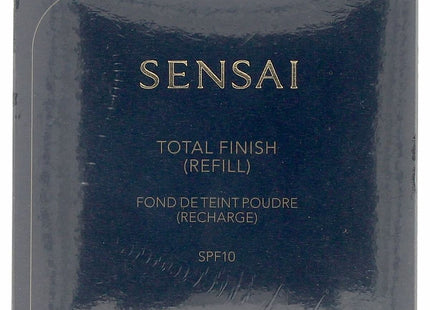 SENSAI
TOTAL FINISH
(REFILL)
FOND DE TEINT POUDRE
(RECHARGE)
SPF10